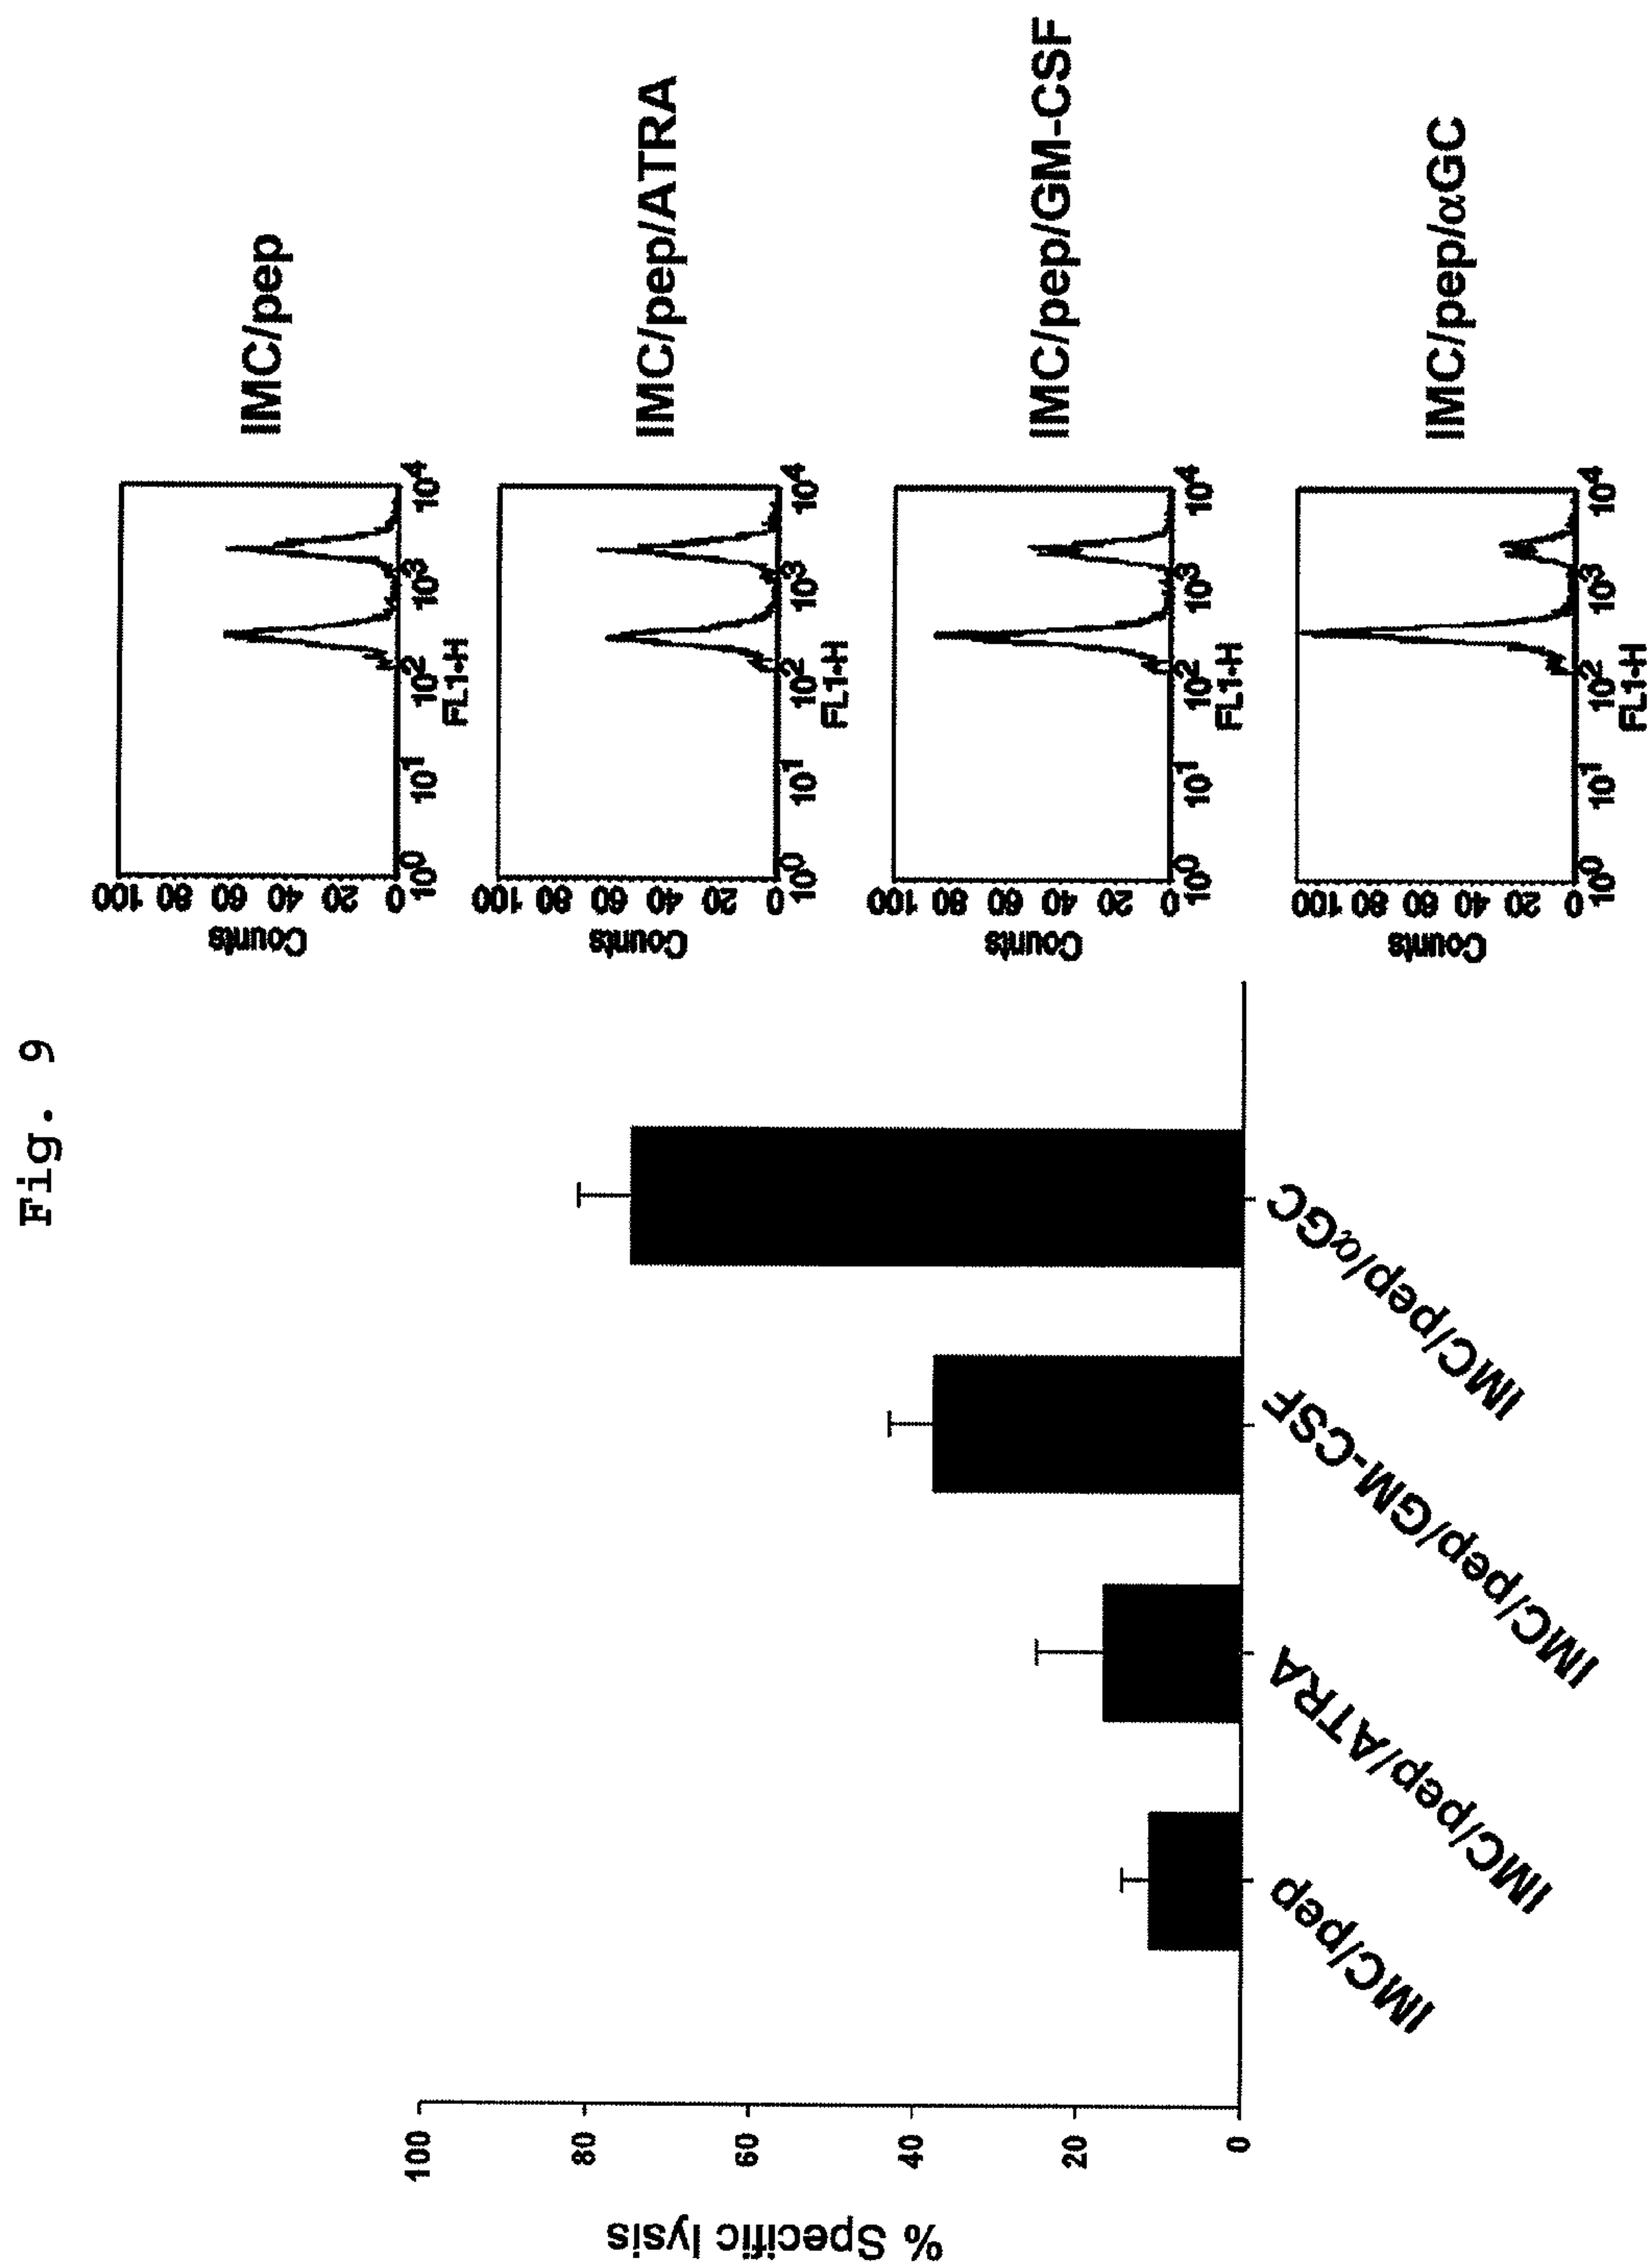 Fig. 9
% Specific lysis
100
80
60
40
20
0
IMC/pep
IMC/pep/ATRA
IMC/pep/GM-CSF
IMC/pep/αGC
Counts
100
80
60
40
20
0
10⁰ 10¹ 10² 10³ 10⁴
FL1-H
IMC/pep
Counts
100
80
60
40
20
0
10⁰ 10¹ 10² 10³ 10⁴
FL1-H
IMC/pep/ATRA
Counts
100
80
60
40
20
0
10⁰ 10¹ 10² 10³ 10⁴
FL1-H
IMC/pep/GM-CSF
Counts
100
80
60
40
20
0
10⁰ 10¹ 10² 10³ 10⁴
FL1-H
IMC/pep/αGC